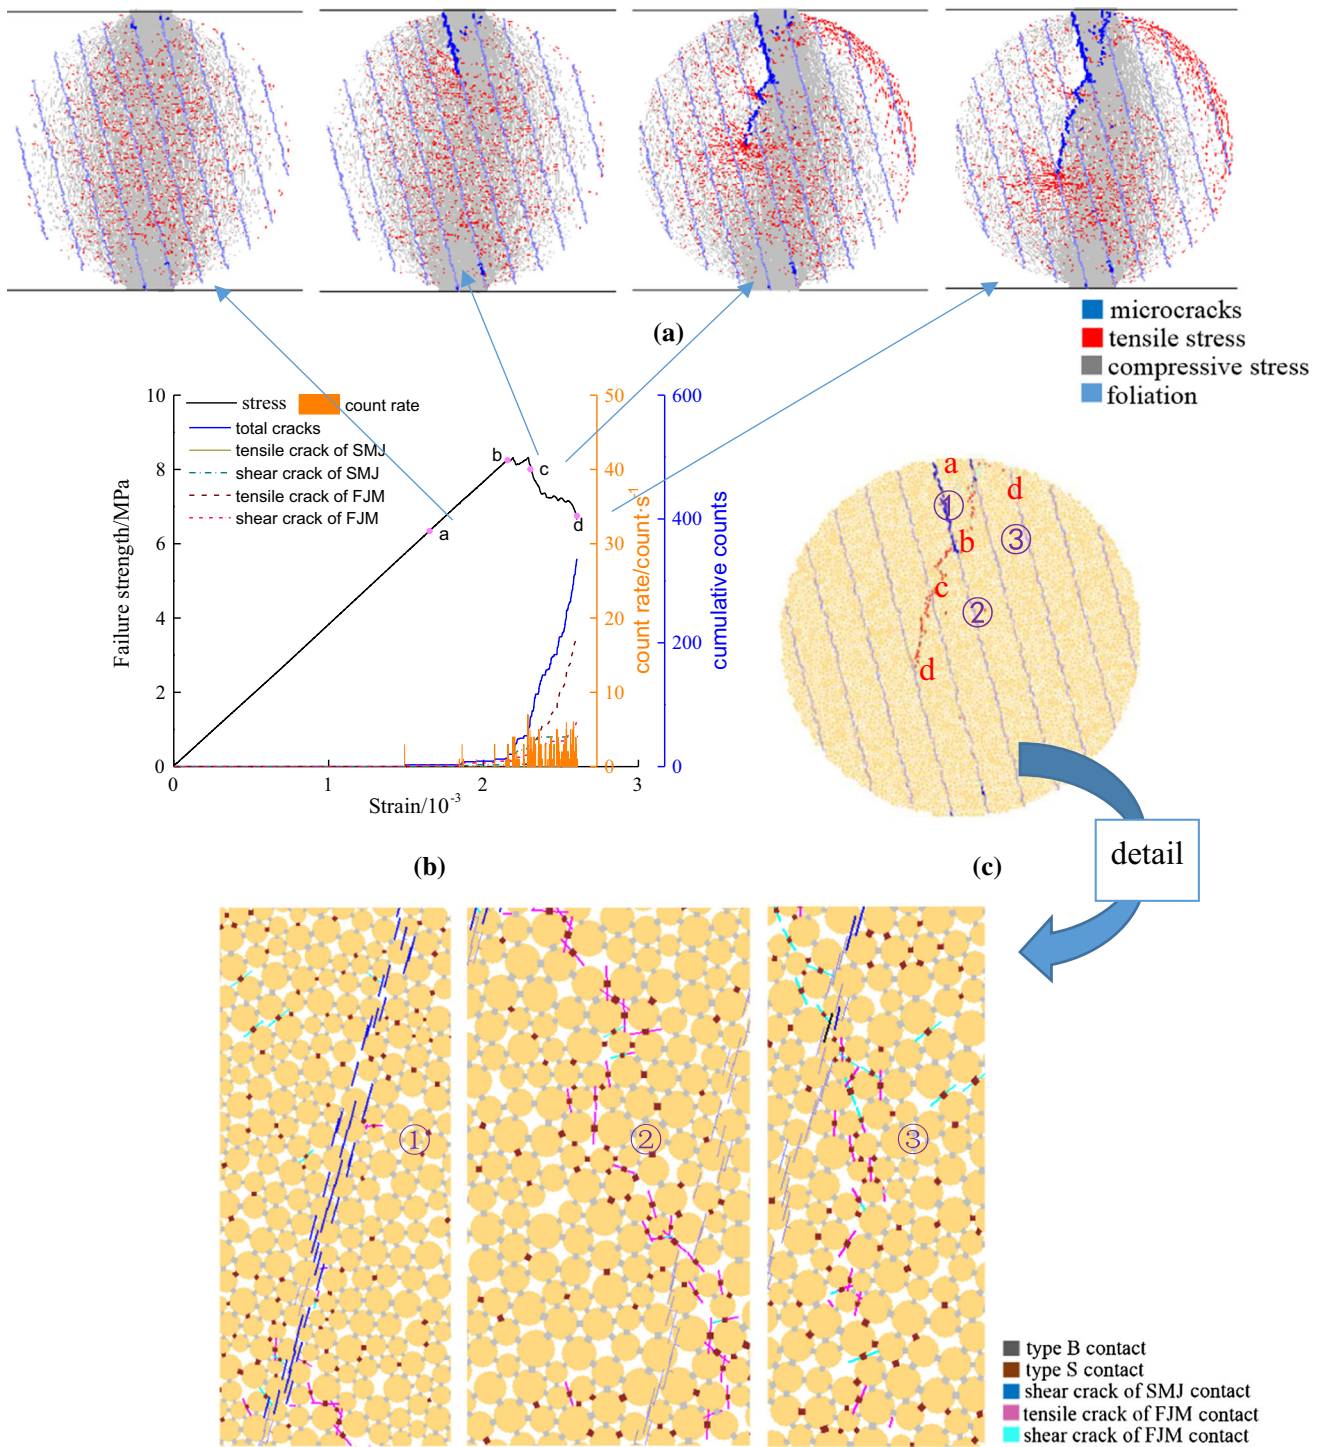 (a)
microcracks
tensile stress
compressive stress
foliation
10
8
6
4
2
0
Failure strength/MPa
0
1
2
3
Strain/10-3
stress
count rate
total cracks
tensile crack of SMJ
shear crack of SMJ
tensile crack of FJM
shear crack of FJM
a
b
c
d
50
40
30
20
10
0
count rate/count·s-1
600
400
200
0
cumulative counts
a
①
d
b
③
c
②
d
detail
(b)
(c)
①
②
③
type B contact
type S contact
shear crack of SMJ contact
tensile crack of FJM contact
shear crack of FJM contact